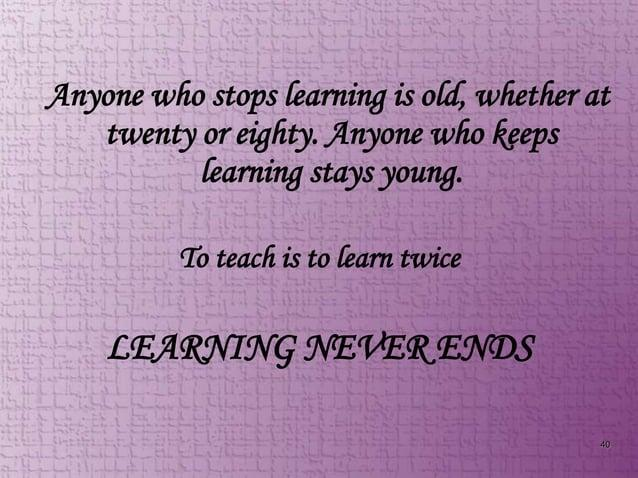 Anyone who stops learning is old, whether at
twenty or eighty. Anyone who keeps
learning stays young.
To teach is to learn twice
LEARNING NEVER ENDS
40